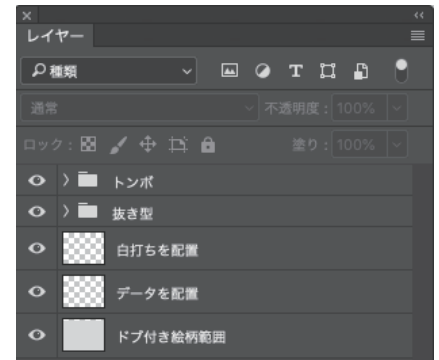 レイヤー
種類
通常 不透明度: 100%
ロック: 塗り: 100%
トンボ
抜き型
白打ちを配置
データを配置
ドブ付き絵柄範囲